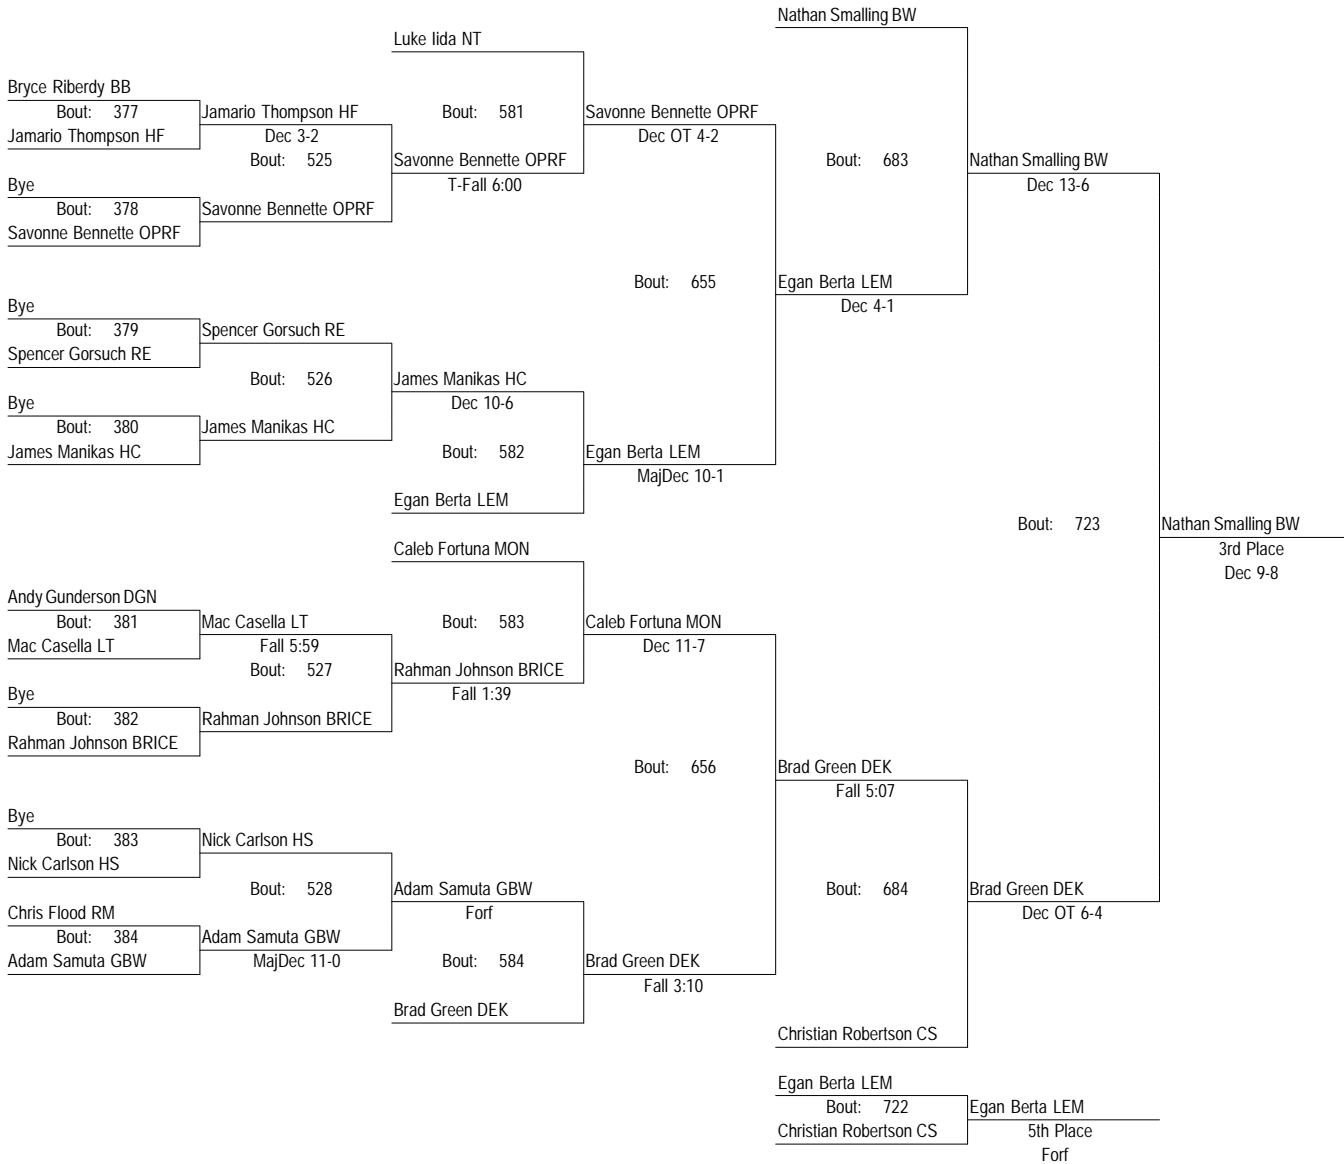 Nathan Smalling BW
Luke Iida NT
Bryce Riberdy BB
Bout: 377
Jamario Thompson HF
Jamario Thompson HF
Dec 3-2
Bout: 581
Savonne Bennette OPRF
Dec OT 4-2
Bout: 525
Savonne Bennette OPRF
T-Fall 6:00
Bout: 683
Nathan Smalling BW
Dec 13-6
Bye
Bout: 378
Savonne Bennette OPRF
Savonne Bennette OPRF
Bout: 655
Egan Berta LEM
Dec 4-1
Bye
Bout: 379
Spencer Gorsuch RE
Spencer Gorsuch RE
Bout: 526
James Manikas HC
Dec 10-6
Bye
Bout: 380
James Manikas HC
James Manikas HC
Bout: 582
Egan Berta LEM
MajDec 10-1
Egan Berta LEM
Bout: 723
Nathan Smalling BW
3rd Place
Dec 9-8
Caleb Fortuna MON
Andy Gunderson DGN
Bout: 381
Mac Casella LT
Mac Casella LT
Fall 5:59
Bout: 583
Caleb Fortuna MON
Dec 11-7
Bout: 527
Rahman Johnson BRICE
Fall 1:39
Bye
Bout: 382
Rahman Johnson BRICE
Rahman Johnson BRICE
Bout: 656
Brad Green DEK
Fall 5:07
Bye
Bout: 383
Nick Carlson HS
Nick Carlson HS
Bout: 528
Adam Samuta GBW
Forf
Bout: 684
Brad Green DEK
Dec OT 6-4
Chris Flood RM
Bout: 384
Adam Samuta GBW
Adam Samuta GBW
MajDec 11-0
Bout: 584
Brad Green DEK
Fall 3:10
Brad Green DEK
Christian Robertson CS
Egan Berta LEM
Bout: 722
Christian Robertson CS
Egan Berta LEM
5th Place
Forf